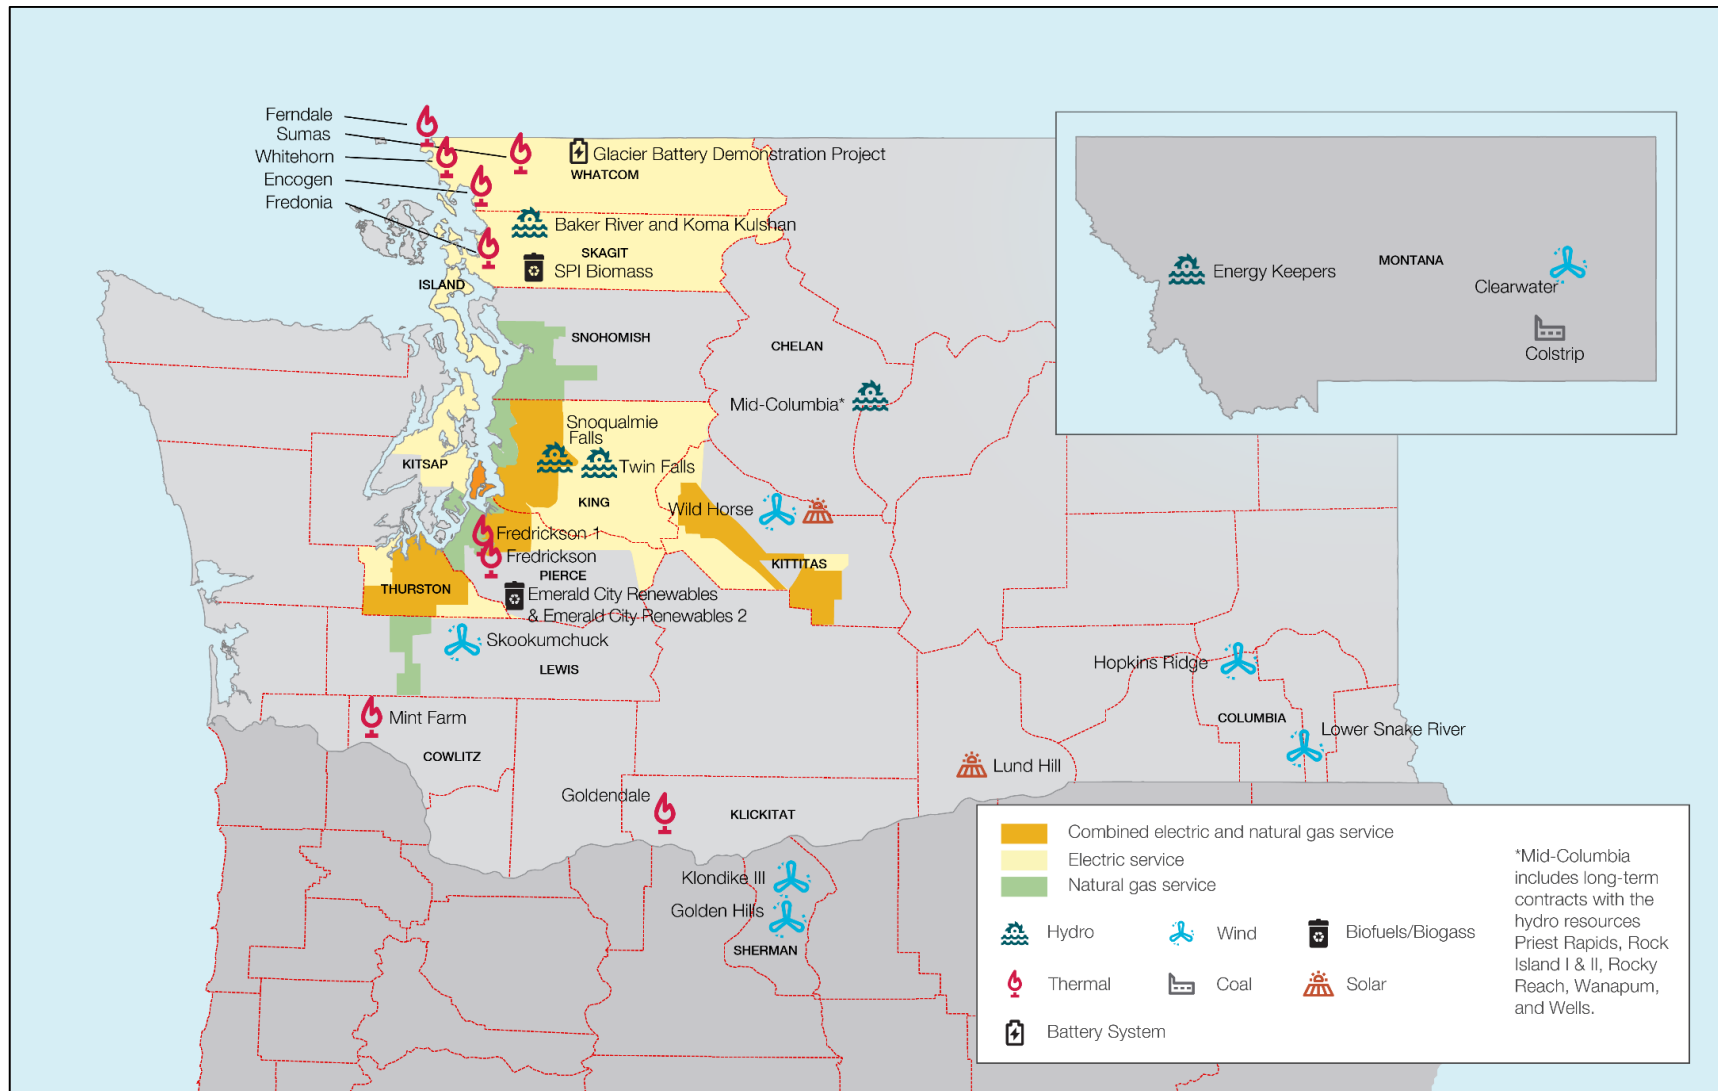 Ferndale
Sumas
Whitehorn
Encogen
Fredonia
Glacier Battery Demonstration Project
WHATCOM
Baker River and Koma Kulshan
SKAGIT
SPI Biomass
ISLAND
SNOHOMISH
CHELAN
Mid-Columbia*
Snoqualmie
Falls
Twin Falls
KITSAP
KING
Wild Horse
Fredrickson 1
Fredrickson
PIERCE
KITTITAS
THURSTON
Emerald City Renewables
& Emerald City Renewables 2
Skookumchuck
LEWIS
Hopkins Ridge
Mint Farm
COLUMBIA
Lower Snake River
COWLITZ
Lund Hill
Goldendale
KLICKITAT
Klondike III
Golden Hills
SHERMAN
MONTANA
Energy Keepers
Clearwater
Colstrip
Combined electric and natural gas service
Electric service
Natural gas service
Hydro
Wind
Biofuels/Biogass
Thermal
Coal
Solar
Battery System
*Mid-Columbia
includes long-term
contracts with the
hydro resources
Priest Rapids, Rock
Island I & II, Rocky
Reach, Wanapum,
and Wells.